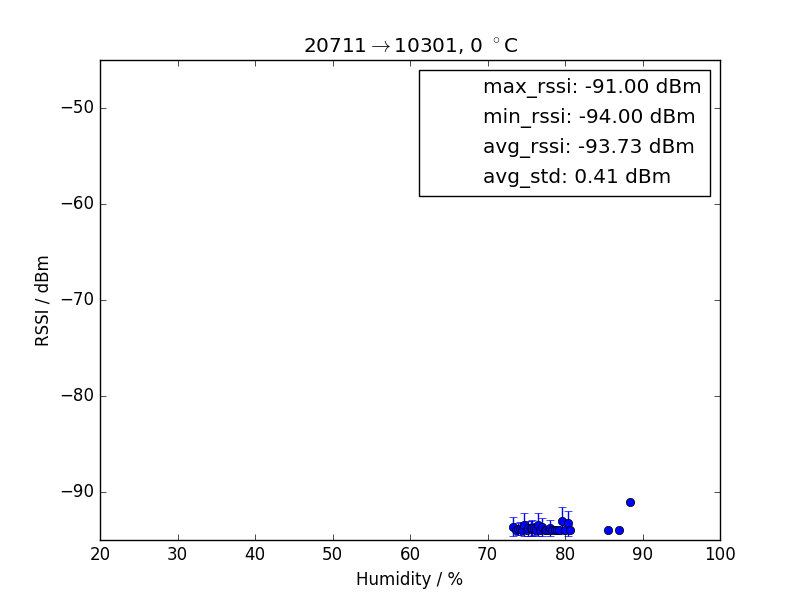 20711→10301, 0 °C
max_rssi: -91.00 dBm
min_rssi: -94.00 dBm
avg_rssi: -93.73 dBm
avg_std: 0.41 dBm
RSSI / dBm
−50
−60
−70
−80
−90
20 30 40 50 60 70 80 90 100
Humidity / %